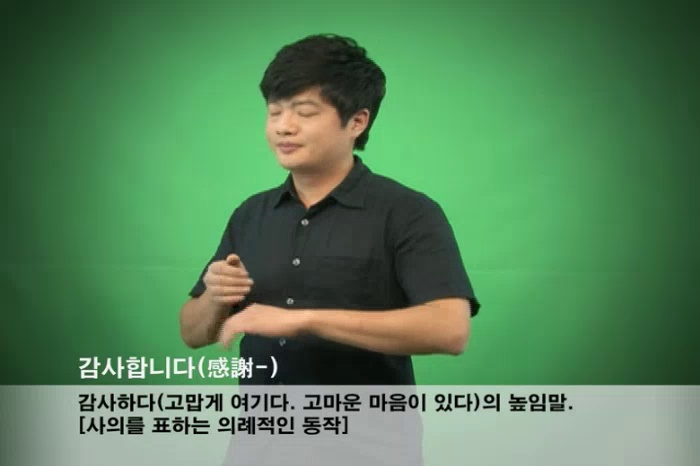 감사합니다(感謝-)
감사하다(고맙게 여기다. 고마운 마음이 있다)의 높임말.
[사의를 표하는 의례적인 동작]